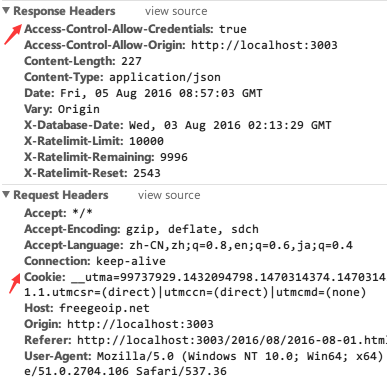 ▼ Response Headers view source
Access-Control-Allow-Credentials: true
Access-Control-Allow-Origin: http://localhost:3003
Content-Length: 227
Content-Type: application/json
Date: Fri, 05 Aug 2016 08:57:03 GMT
Vary: Origin
X-Database-Date: Wed, 03 Aug 2016 02:13:29 GMT
X-Ratelimit-Limit: 10000
X-Ratelimit-Remaining: 9996
X-Ratelimit-Reset: 2543
▼ Request Headers view source
Accept: */*
Accept-Encoding: gzip, deflate, sdch
Accept-Language: zh-CN,zh;q=0.8,en;q=0.6,ja;q=0.4
Connection: keep-alive
Cookie: __utma=99737929.1432094798.1470314374.1470314
1.1.utmcsr=(direct)|utmccn=(direct)|utmcmd=(none)
Host: freegeoip.net
Origin: http://localhost:3003
Referer: http://localhost:3003/2016/08/2016-08-01.htm
User-Agent: Mozilla/5.0 (Windows NT 10.0; Win64; x64)
e/51.0.2704.106 Safari/537.36